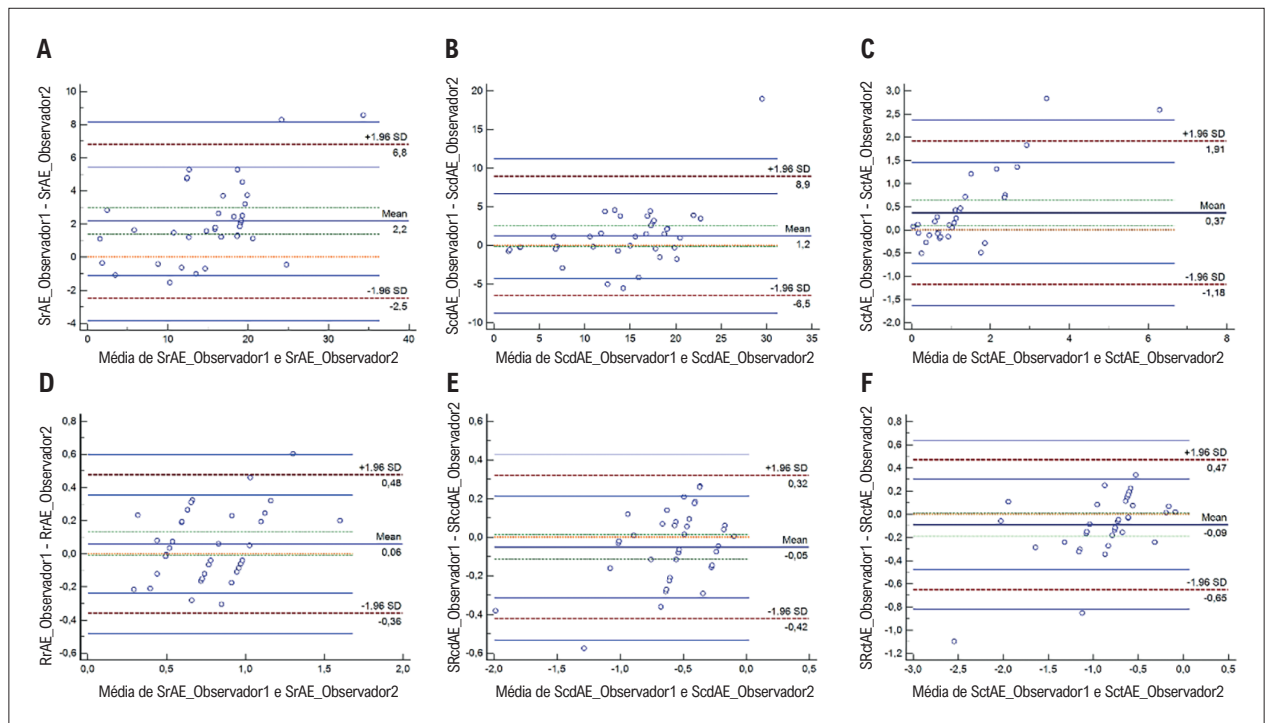 A
SrAE_Observador1 - SrAE_Observador2
10
8
6
4
2
0
-2
-4
+1.96 SD
6,8
Mean
2,2
-1.96 SD
-2,5
0
10
20
30
40
Média de SrAE_Observador1 e SrAE_Observador2
B
ScdAE_Observador1 - ScdAE_Observador2
20
15
10
5
0
-5
-10
+1.96 SD
8,9
Mean
1,2
-1.96 SD
-6,5
0
5
10
15
20
25
30
35
Média de ScdAE_Observador1 e ScdAE_Observador2
C
SctAE_Observador1 - SctAE_Observador2
3,0
2,5
2,0
1,5
1,0
0,5
0,0
-0,5
-1,0
-1,5
-2,0
+1.96 SD
1,91
Mean
0,37
-1.96 SD
-1,18
0
2
4
6
8
Média de SctAE_Observador1 e SctAE_Observador2
D
RrAE_Observador1 - RrAE_Observador2
0,8
0,6
0,4
0,2
0,0
-0,2
-0,4
-0,6
+1.96 SD
0,48
Mean
0,06
-1.96 SD
-0,36
0,0
0,5
1,0
1,5
2,0
Média de SrAE_Observador1 e SrAE_Observador2
E
SRcdAE_Observador1 - SRcdAE_Observador2
0,6
0,4
0,2
0,0
-0,2
-0,4
-0,6
+1.96 SD
0,32
Mean
-0,05
-1.96 SD
-0,42
-2,0
-1,5
-1,0
-0,5
0,0
0,5
Média de ScdAE_Observador1 e ScdAE_Observador2
F
SRctAE_Observador1 - SRctAE_Observador2
0,8
0,6
0,4
0,2
0,0
-0,2
-0,4
-0,6
-0,8
-1,0
-1,2
+1.96 SD
0,47
Mean
-0,09
-1.96 SD
-0,65
-3,0
-2,5
-2,0
-1,5
-1,0
-0,5
0,0
0,5
Média de SctAE_Observador1 e SctAE_Observador2